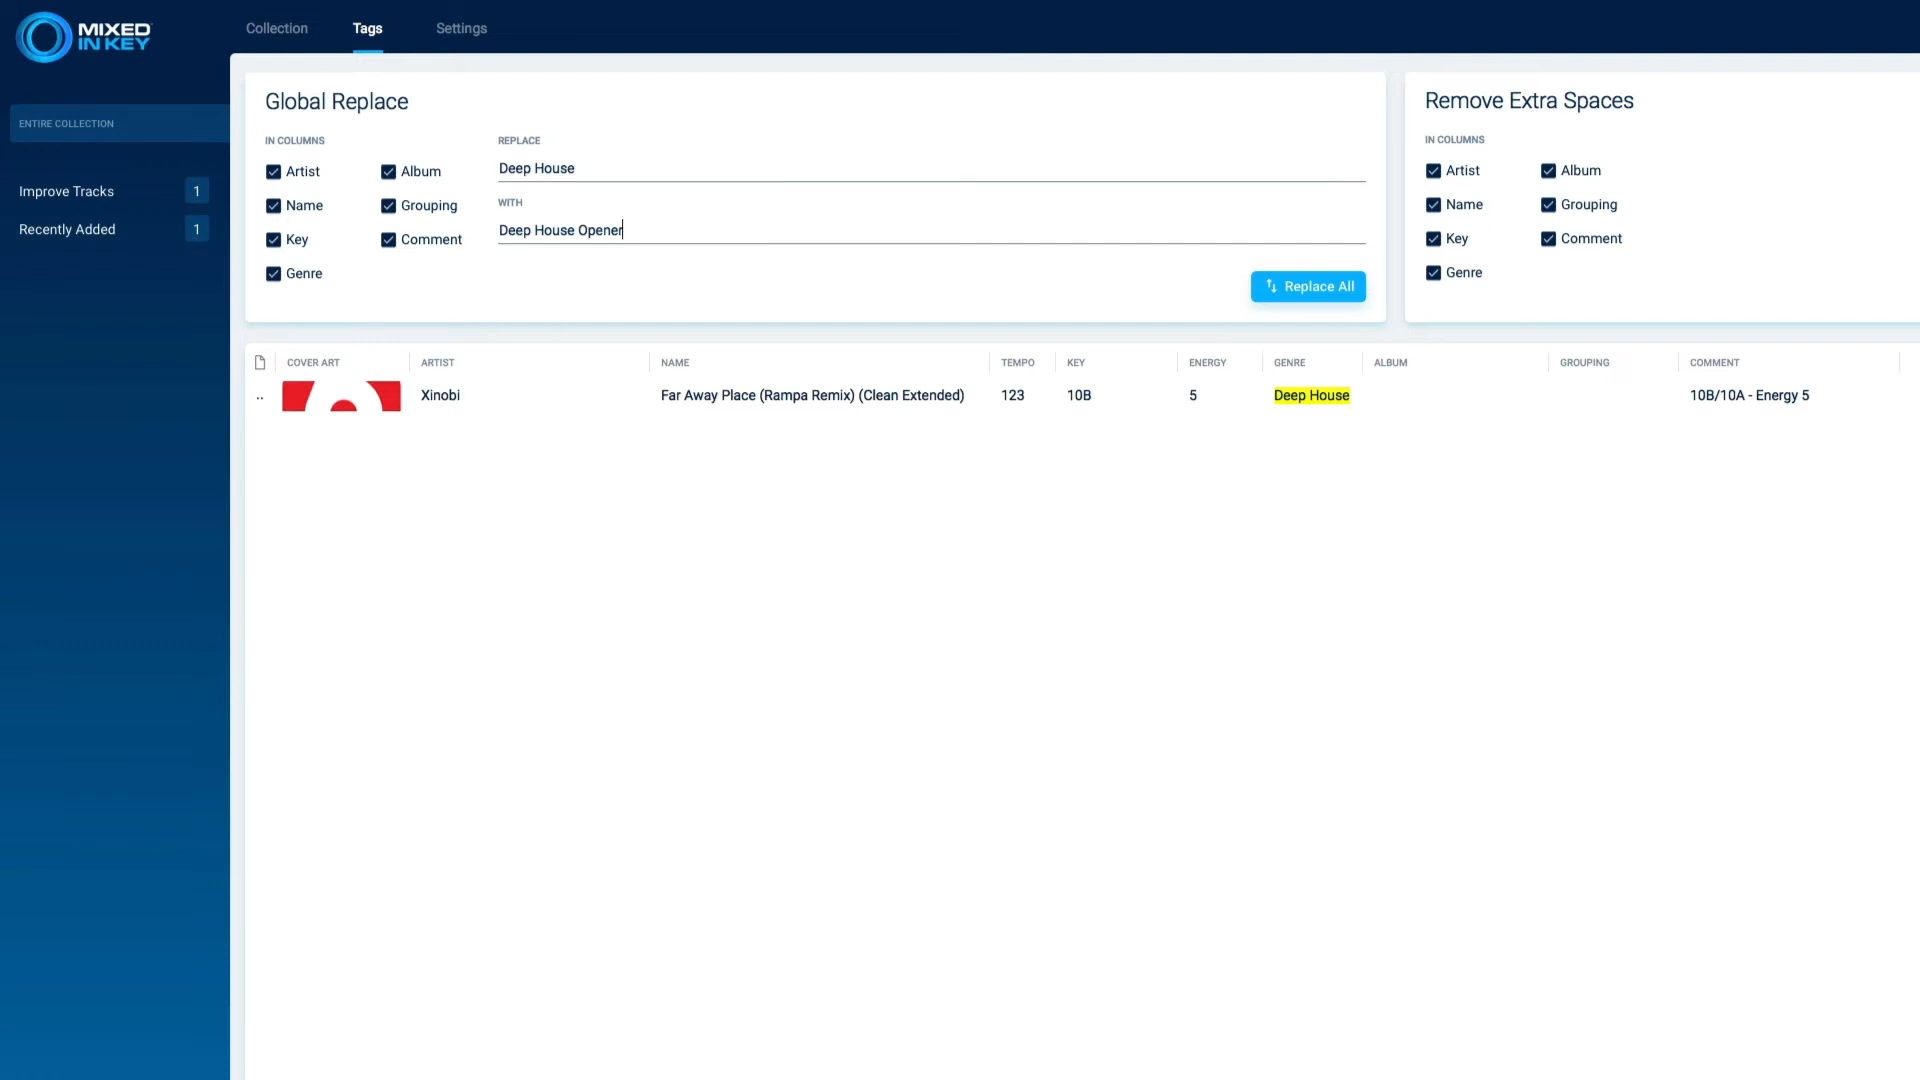 MIXED
IN KEY
Collection
Tags
Settings
ENTIRE COLLECTION
Improve Tracks 1
Recently Added 1
Global Replace
IN COLUMNS
Artist
Album
Name
Grouping
Key
Comment
Genre
REPLACE
Deep House
WITH
Deep House Opener
Replace All
Remove Extra Spaces
IN COLUMNS
Artist
Album
Name
Grouping
Key
Comment
Genre
COVER ART ARTIST NAME TEMPO KEY ENERGY GENRE ALBUM GROUPING COMMENT
.. Xinobi Far Away Place (Rampa Remix) (Clean Extended) 123 10B 5 Deep House 10B/10A - Energy 5